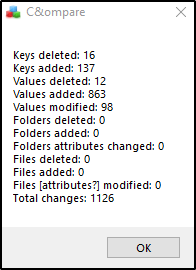 C&ompare
Keys deleted: 16
Keys added: 137
Values deleted: 12
Values added: 863
Values modified: 98
Folders deleted: 0
Folders added: 0
Folders attributes changed: 0
Files deleted: 0
Files added: 0
Files [attributes?] modified: 0
Total changes: 1126
OK